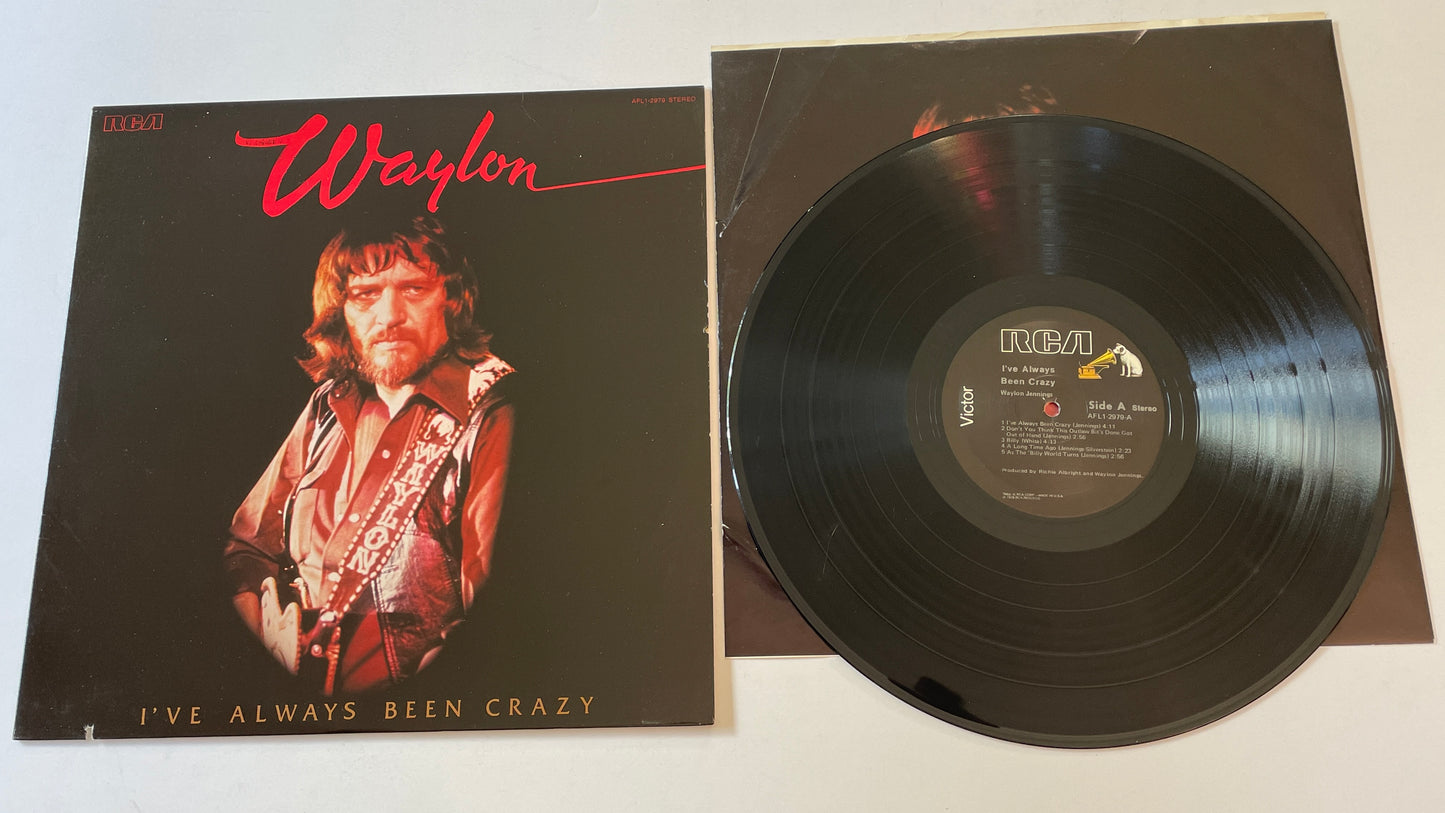 RCA
AFL1-2979 STEREO
Waylon
WAYLON
I'VE ALWAYS BEEN CRAZY
RCA
Victor
I've Always
Been Crazy
Waylon Jennings
Side A Stereo
AFL1-2979-A
1 I've Always Been Crazy (Jennings) 4:11
2 Don't You Think This Outlaw Bit's Done Got
Out of Hand (Jennings) 2:56
3 Billy (White) 4:13
4 A Long Time Ago (Jennings-Silverstein) 2:23
5 As The 'Billy World Turns (Jennings) 2:56
Produced by Richie Albright and Waylon Jennings